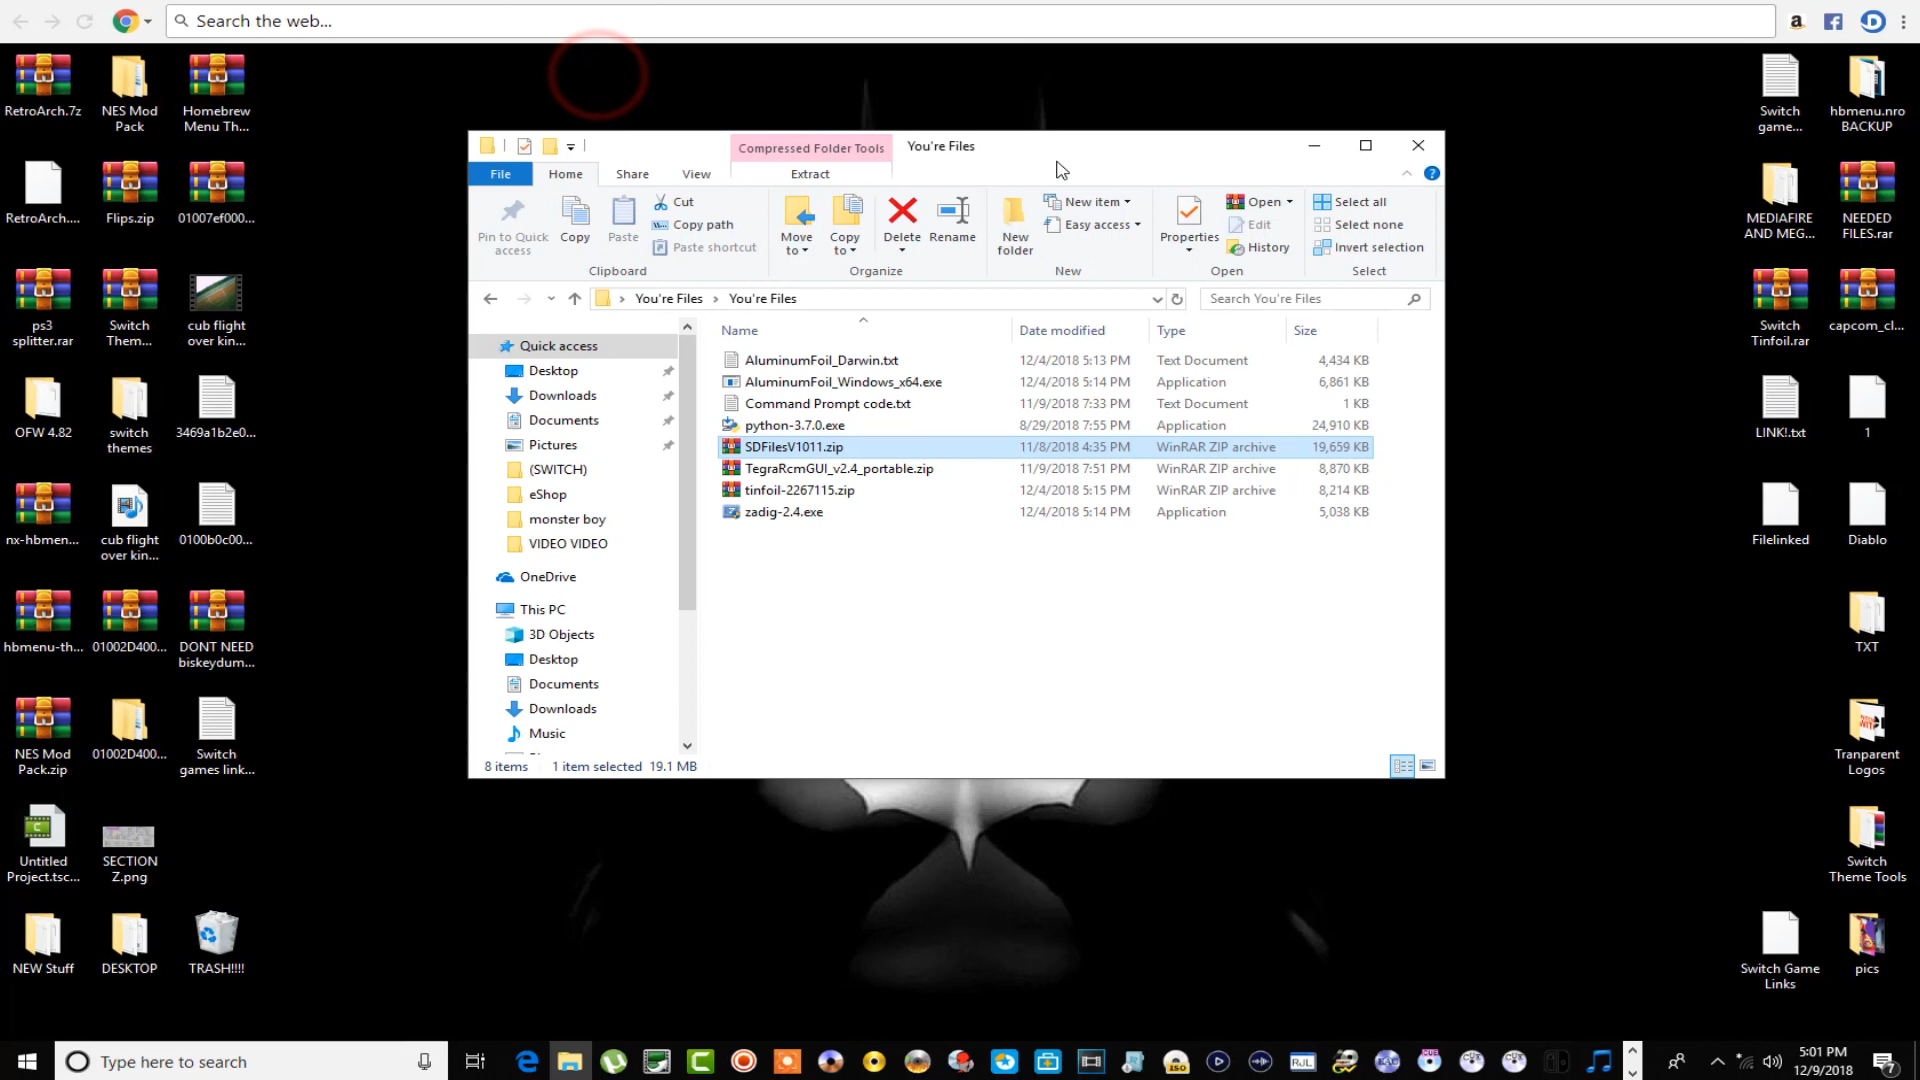 Search the web...
a
RetroArch.7z
NES Mod Pack
Homebrew Menu Th...
RetroArch....
Flips.zip
01007ef000...
ps3 splitter.rar
Switch Them...
cub flight over kin...
OFW 4.82
switch themes
3469a1b2e0...
nx-hbmen...
cub flight over kin...
0100b0c00...
hbmenu-th...
01002D400...
DONT NEED biskeydum...
NES Mod Pack.zip
01002D400...
Switch games link...
Untitled Project.tsc...
SECTION Z.png
NEW Stuff
DESKTOP
TRASH!!!!
Compressed Folder Tools
You're Files
File
Home
Share
View
Extract
Pin to Quick access
Copy
Paste
Cut
Copy path
Paste shortcut
Clipboard
Move to
Copy to
Delete
Rename
Organize
New folder
New item
Easy access
New
Properties
Open
Edit
History
Open
Select all
Select none
Invert selection
Select
You're Files > You're Files
Search You're Files
Quick access
Desktop
Downloads
Documents
Pictures
(SWITCH)
eShop
monster boy
VIDEO VIDEO
OneDrive
This PC
3D Objects
Desktop
Documents
Downloads
Music
Name Date modified Type Size
AluminumFoil_Darwin.txt 12/4/2018 5:13 PM Text Document 4,434 KB
AluminumFoil_Windows_x64.exe 12/4/2018 5:14 PM Application 6,861 KB
Command Prompt code.txt 11/9/2018 7:33 PM Text Document 1 KB
python-3.7.0.exe 8/29/2018 7:55 PM Application 24,910 KB
SDFilesV1011.zip 11/8/2018 4:35 PM WinRAR ZIP archive 19,659 KB
TegraRcmGUI_v2.4_portable.zip 11/9/2018 7:51 PM WinRAR ZIP archive 8,870 KB
tinfoil-2267115.zip 12/4/2018 5:15 PM WinRAR ZIP archive 8,214 KB
zadig-2.4.exe 12/4/2018 5:14 PM Application 5,038 KB
8 items 1 item selected 19.1 MB
Switch game...
hbmenu.nro BACKUP
MEDIAFIRE AND MEG...
NEEDED FILES.rar
Switch Tinfoil.rar
capcom_cl...
LINK!.txt
1
Filelinked
Diablo
TXT
Tranparent Logos
Switch Theme Tools
Switch Game Links
pics
Type here to search
ISO
RJL
5:01 PM
12/9/2018
7